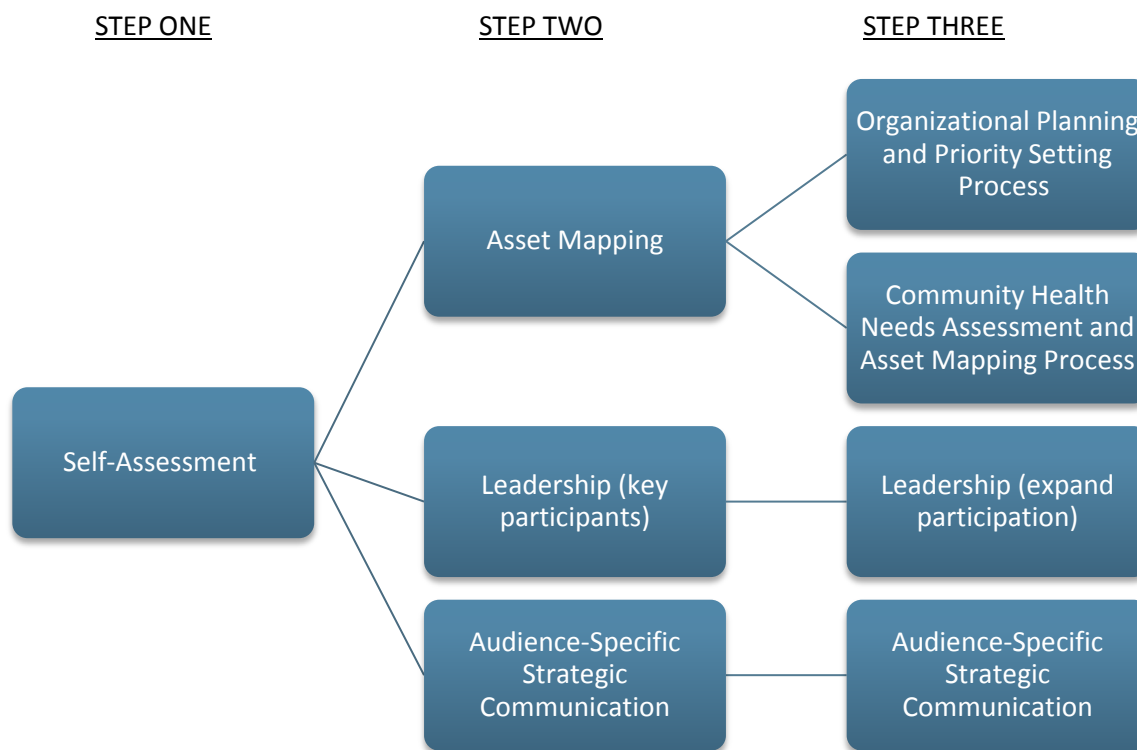 STEP ONE
STEP TWO
STEP THREE
Self-Assessment
Asset Mapping
Leadership (key
participants)
Audience-Specific
Strategic
Communication
Organizational Planning
and Priority Setting
Process
Community Health
Needs Assessment and
Asset Mapping Process
Leadership (expand
participation)
Audience-Specific
Strategic
Communication